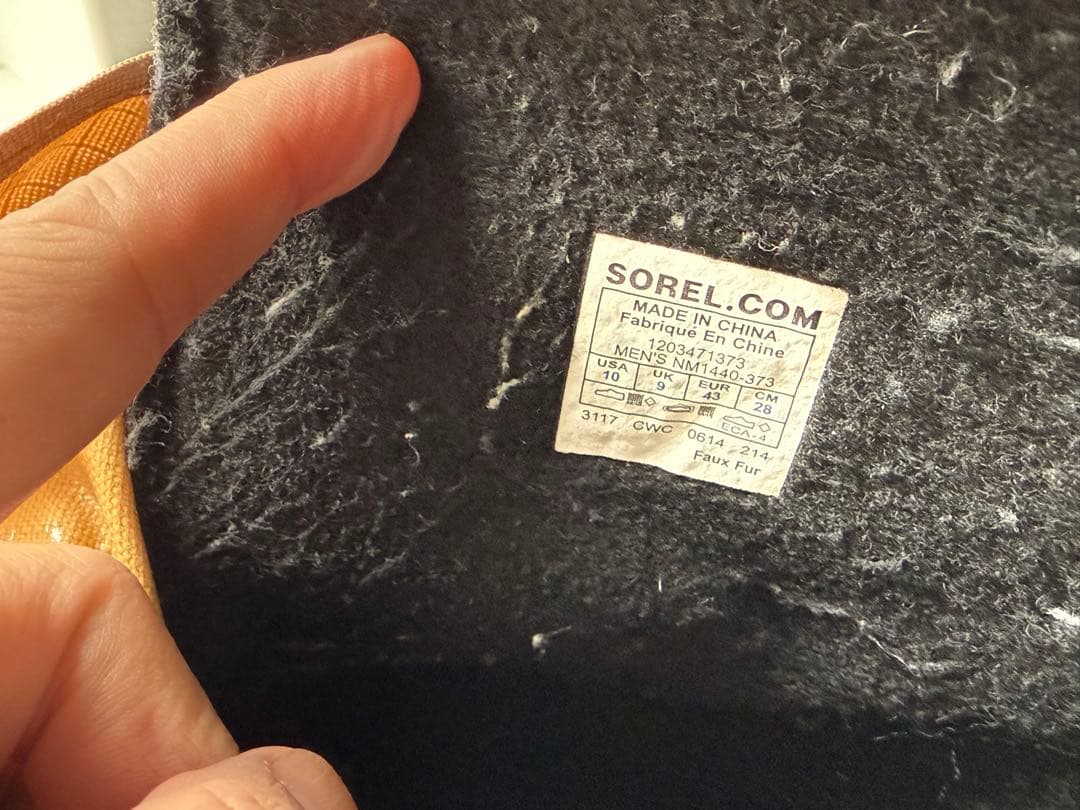 SOREL.COM
MADE IN CHINA
Fabriqué En Chine
1203471373
MEN'S NM1440-373
USA UK EUR CM
10 9 43 28
ECA-4
3117 CWC 0614 214
Faux Fur